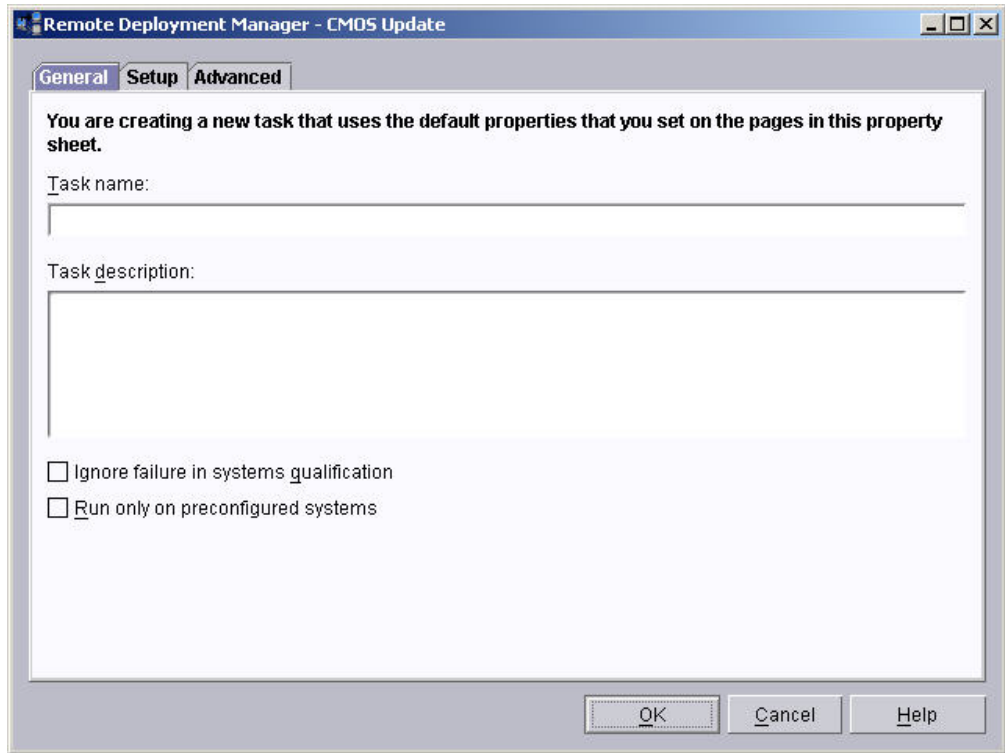 Remote Deployment Manager - CMOS Update
General Setup Advanced
You are creating a new task that uses the default properties that you set on the pages in this property
sheet.
Task name:
Task description:
Ignore failure in systems qualification
Run only on preconfigured systems
OK Cancel Help